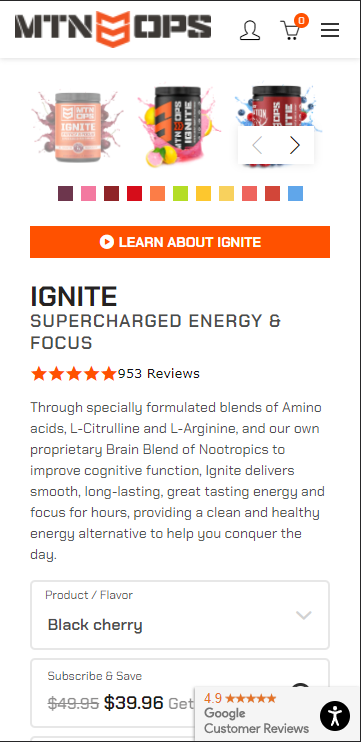 MTN OPS
0
MTN OPS
IGNITE
MTN OPS
IGNITE
MTN OPS
IGNITE
LEARN ABOUT IGNITE
IGNITE
SUPERCHARGED ENERGY &
FOCUS
953 Reviews
Through specially formulated blends of Amino
acids, L-Citrulline and L-Arginine, and our own
proprietary Brain Blend of Nootropics to
improve cognitive function, Ignite delivers
smooth, long-lasting, great tasting energy and
focus for hours, providing a clean and healthy
energy alternative to help you conquer the
day.
Product / Flavor
Black cherry
Subscribe & Save
$49.95 $39.96 Get
4.9
Google
Customer Reviews